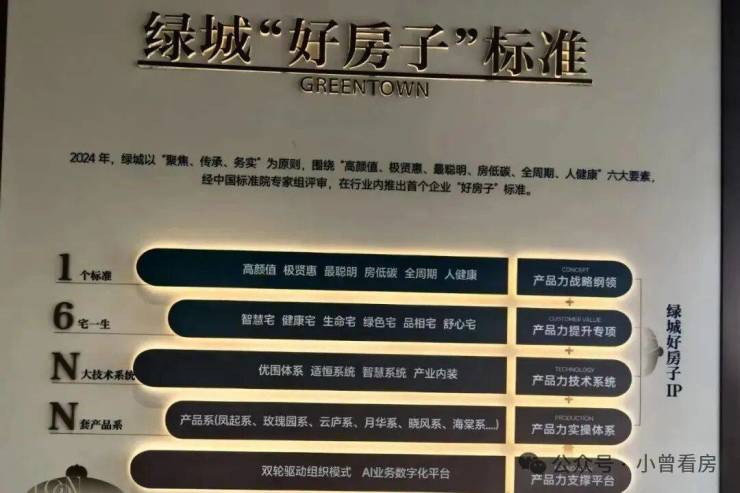 绿城“好房子”标准
GREENTOWN
2024年，绿城以“聚焦、传承、务实”为原则，围绕“高颜值、极贤惠、最聪明、房低碳、全周期、人健康”六大要素，
经中国标准院专家组评审，在行业内推出首个企业“好房子”标准。
1个标准
高颜值 极贤惠 最聪明 房低碳 全周期 人健康
CONCEPT
产品力战略纲领
6宅一生
智慧宅 健康宅 生命宅 绿色宅 品相宅 舒心宅
CUSTOMER VALUE
产品力提升专项
N大技术系统
优围体系 适恒系统 智慧系统 产业内装
TECHNOLOGY
产品力技术系统
N套产品系
产品系(凤起系、玫瑰园系、云庐系、月华系、晓风系、海棠系....)
PRODUCTION
产品力实操体系
双轮驱动组织模式 AI业务数字化平台
产品力支撑平台
绿城好房子IP
公众号·小曾看房